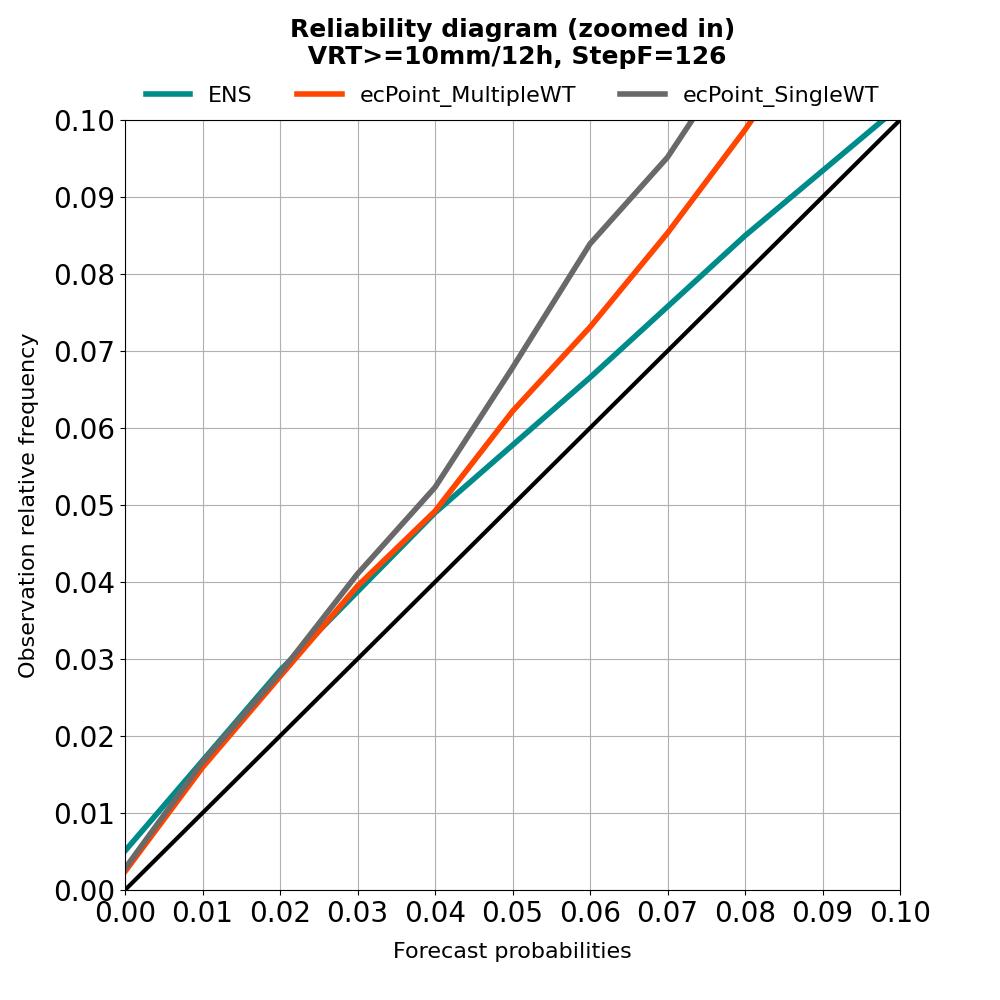 Reliability diagram (zoomed in)
VRT>=10mm/12h, StepF=126
ENS ecPoint_MultipleWT ecPoint_SingleWT
0.10
0.09
0.08
0.07
0.06
0.05
0.04
0.03
0.02
0.01
0.00
Observation relative frequency
0.00 0.01 0.02 0.03 0.04 0.05 0.06 0.07 0.08 0.09 0.10
Forecast probabilities